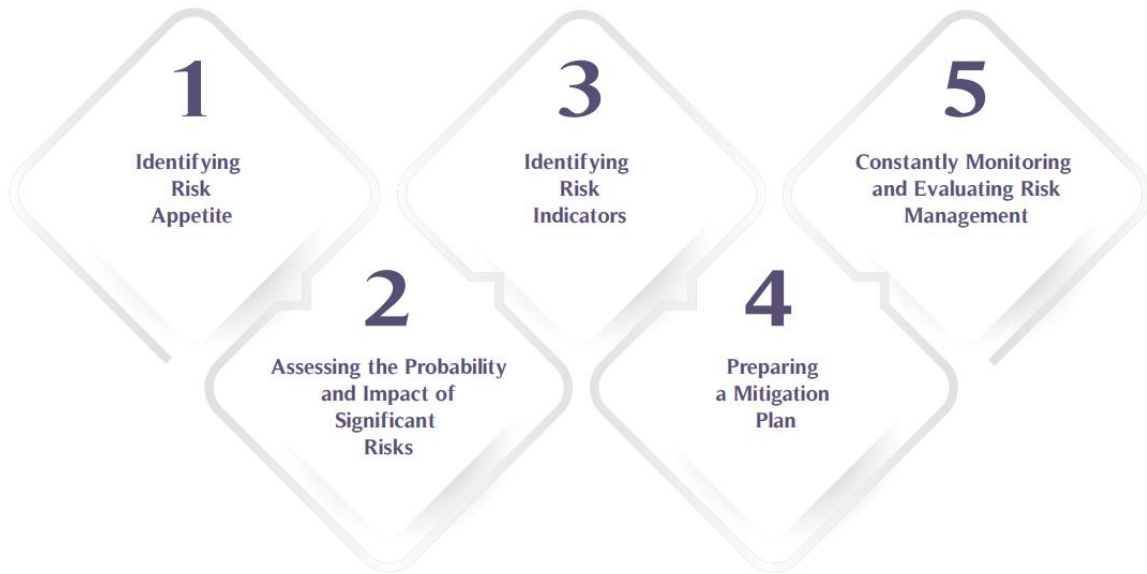 1
Identifying
Risk
Appetite
2
Assessing the Probability
and Impact of
Significant
Risks
3
Identifying
Risk
Indicators
4
Preparing
a Mitigation
Plan
5
Constantly Monitoring
and Evaluating Risk
Management